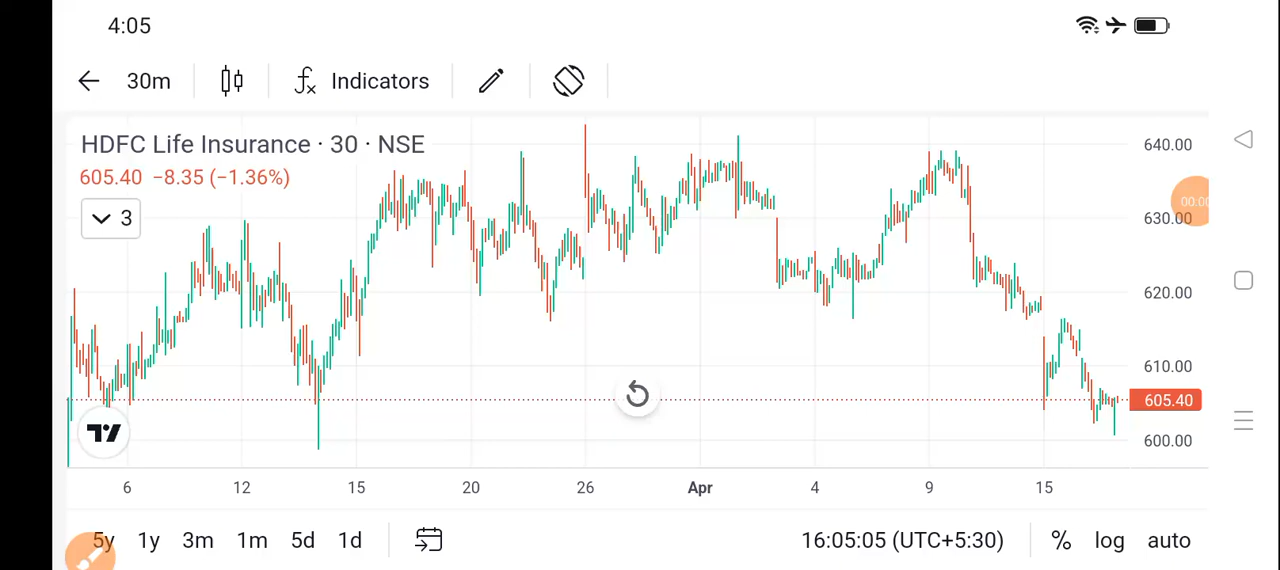 4:05
30m Indicators
HDFC Life Insurance · 30 · NSE
605.40 −8.35 (−1.36%)
3
640.00
00:00
630.00
620.00
610.00
605.40
600.00
6 12 15 20 26 Apr 4 9 15
5y 1y 3m 1m 5d 1d 16:05:05 (UTC+5:30) % log auto